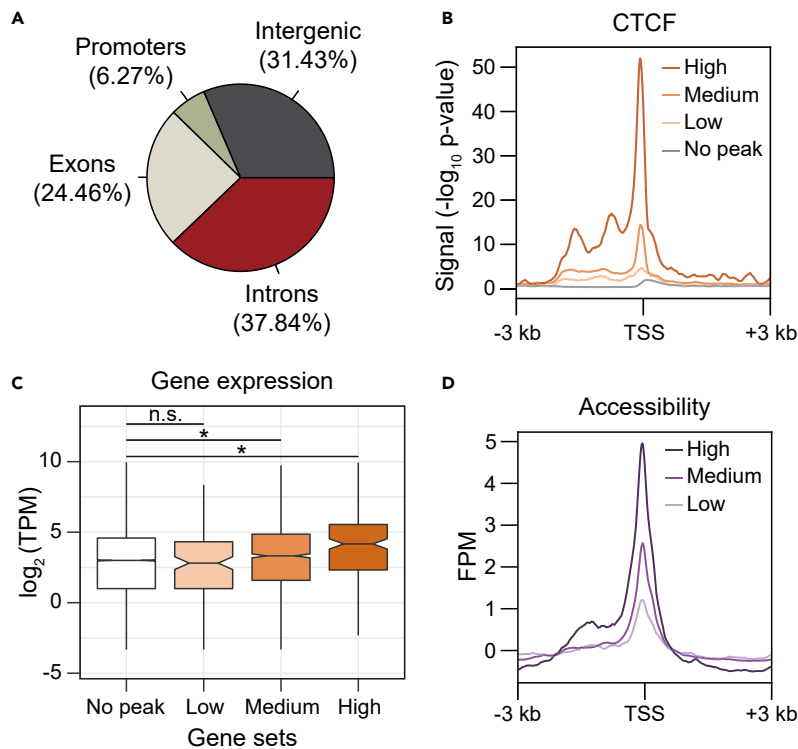 A
Promoters
(6.27%)
Intergenic
(31.43%)
Exons
(24.46%)
Introns
(37.84%)
B
CTCF
Signal (-log10 p-value)
50
40
30
20
10
0
High
Medium
Low
No peak
-3 kb
TSS
+3 kb
C
Gene expression
log2(TPM)
10
5
0
-5
n.s.
*
*
No peak
Low
Medium
High
Gene sets
D
Accessibility
FPM
5
4
3
2
1
0
High
Medium
Low
-3 kb
TSS
+3 kb